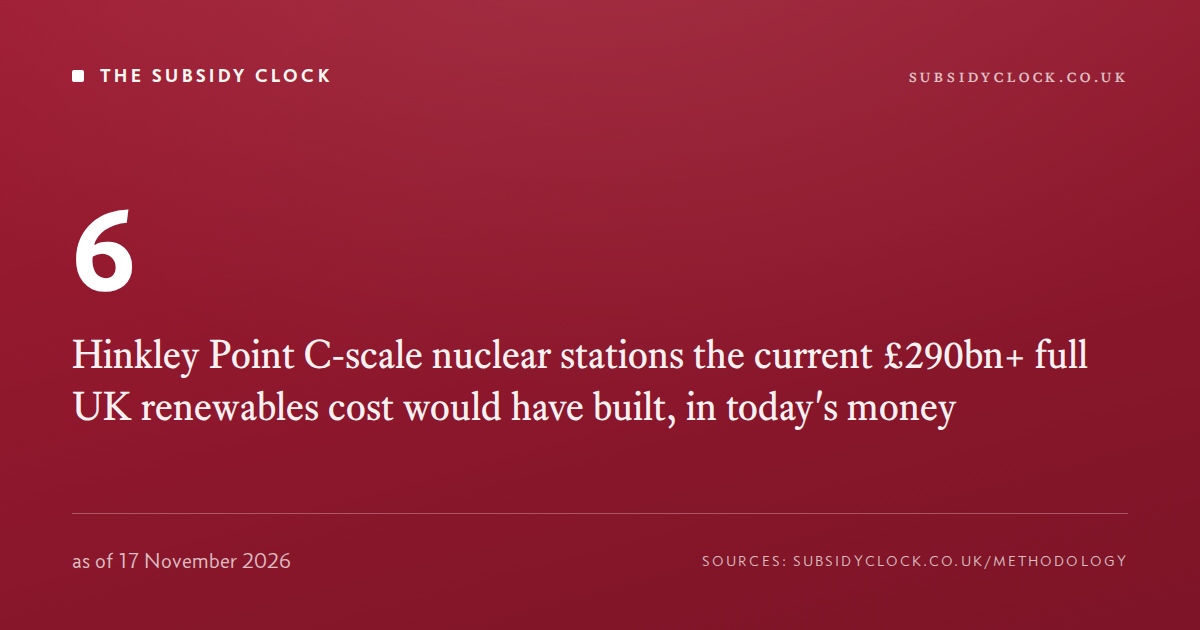 THE SUBSIDY CLOCK
SUBSIDYCLOCK.CO.UK
6
Hinkley Point C-scale nuclear stations the current £290bn+ full
UK renewables cost would have built, in today's money
as of 17 November 2026
SOURCES: SUBSIDYCLOCK.CO.UK/METHODOLOGY